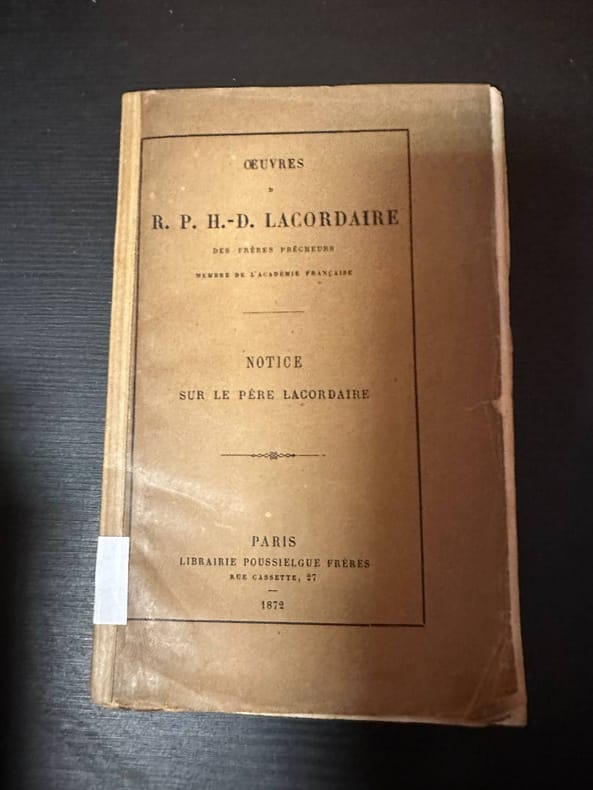 ŒUVRES
D
R. P. H.-D. LACORDAIRE
DES FRÈRES PRÊCHEURS
MEMBRE DE L'ACADÉMIE FRANÇAISE
NOTICE
SUR LE PÈRE LACORDAIRE
PARIS
LIBRAIRIE POUSSIELGUE FRÈRES
RUE CASSETTE, 27
1872